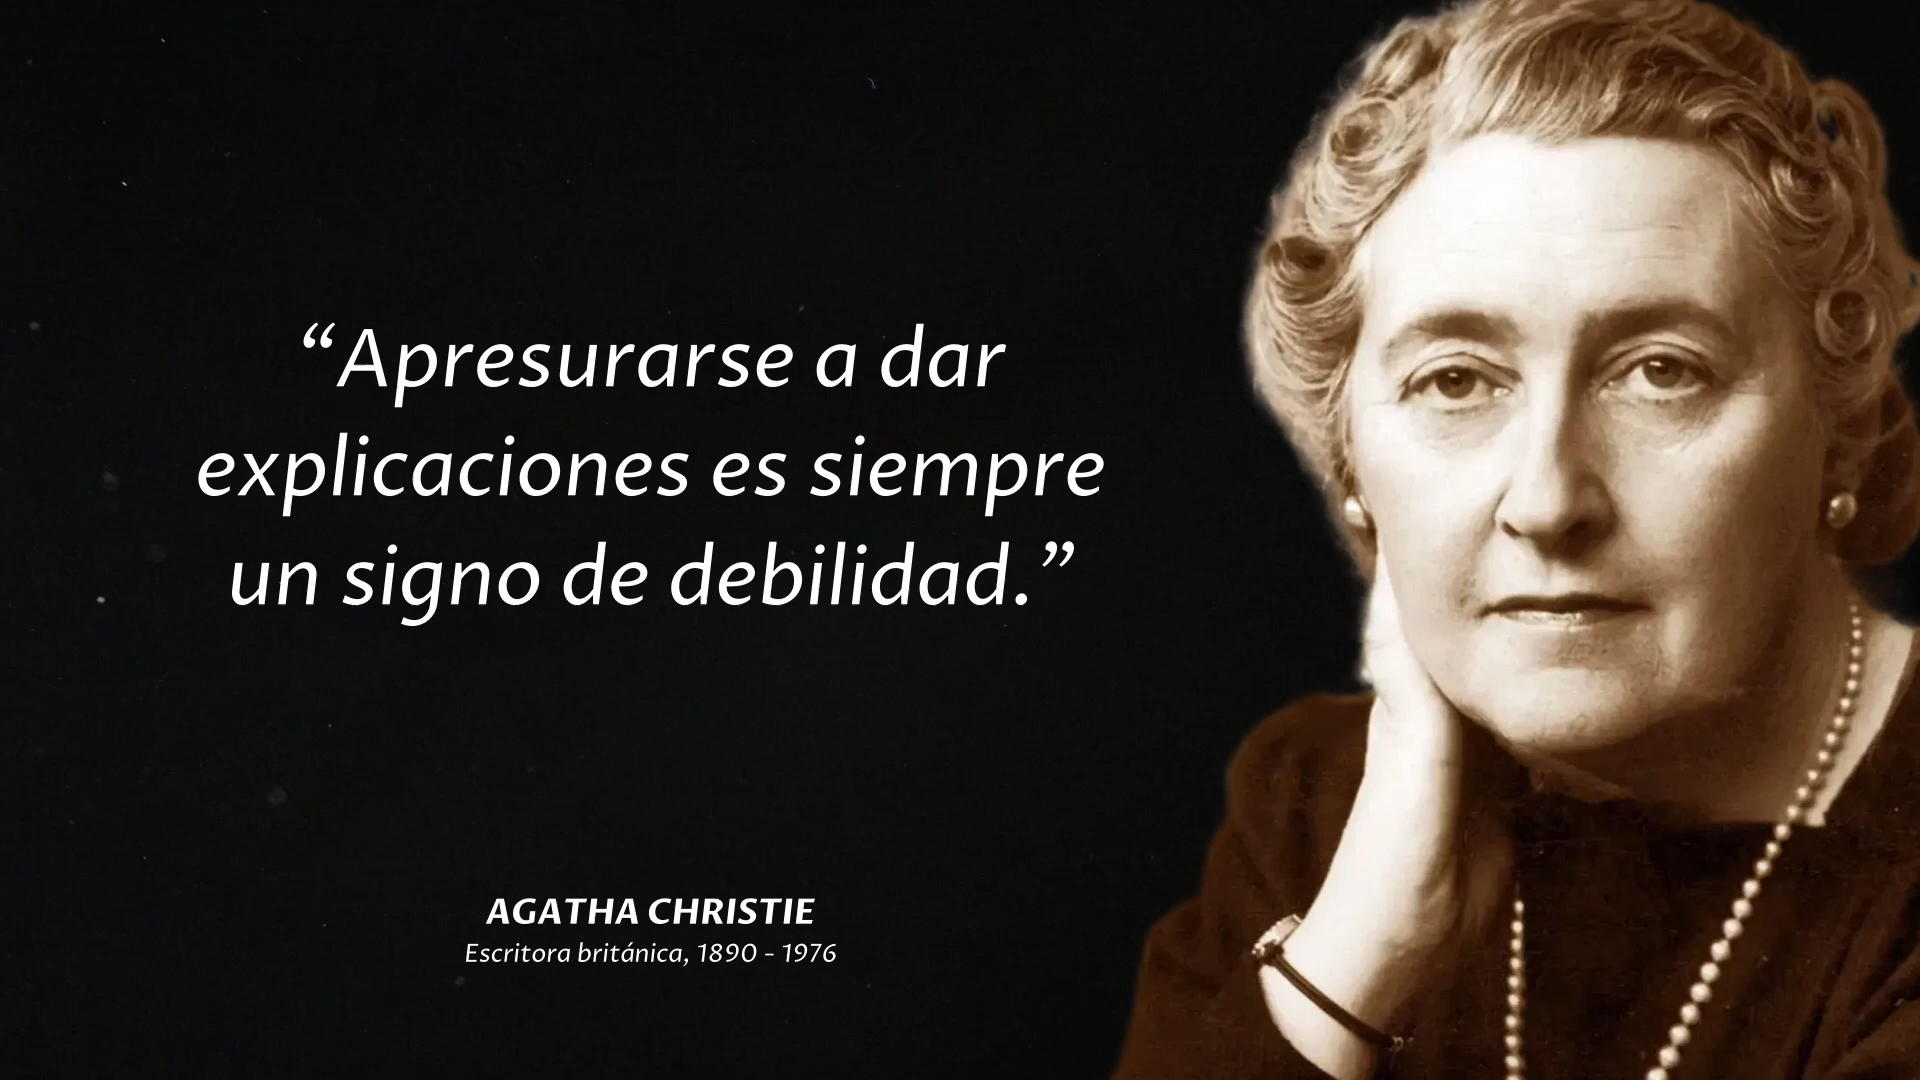 “Apresurarse a dar
explicaciones es siempre
un signo de debilidad.”
AGATHA CHRISTIE
Escritora británica, 1890 - 1976